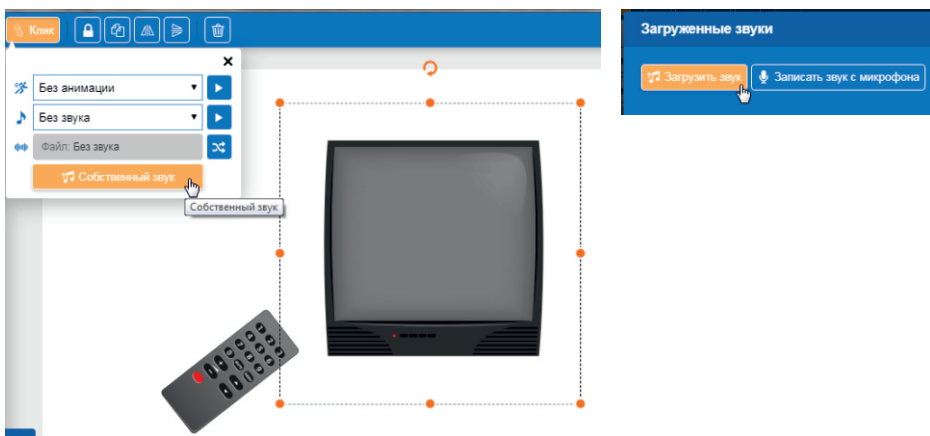 Клик
×
Без анимации
Без звука
Файл: Без звука
Собственный звук
Собственный звук
Загруженные звуки
Загрузить звук
Записать звук с микрофона